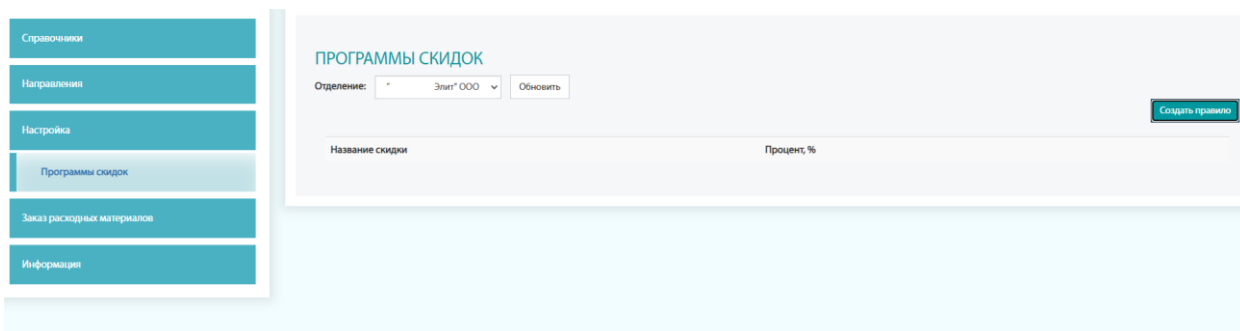 Справочники
Направления
Настройка
Программы скидок
Заказ расходных материалов
Информация
ПРОГРАММЫ СКИДОК
Отделение: " Элит" ООО Обновить
Создать правило
Название скидки Процент, %